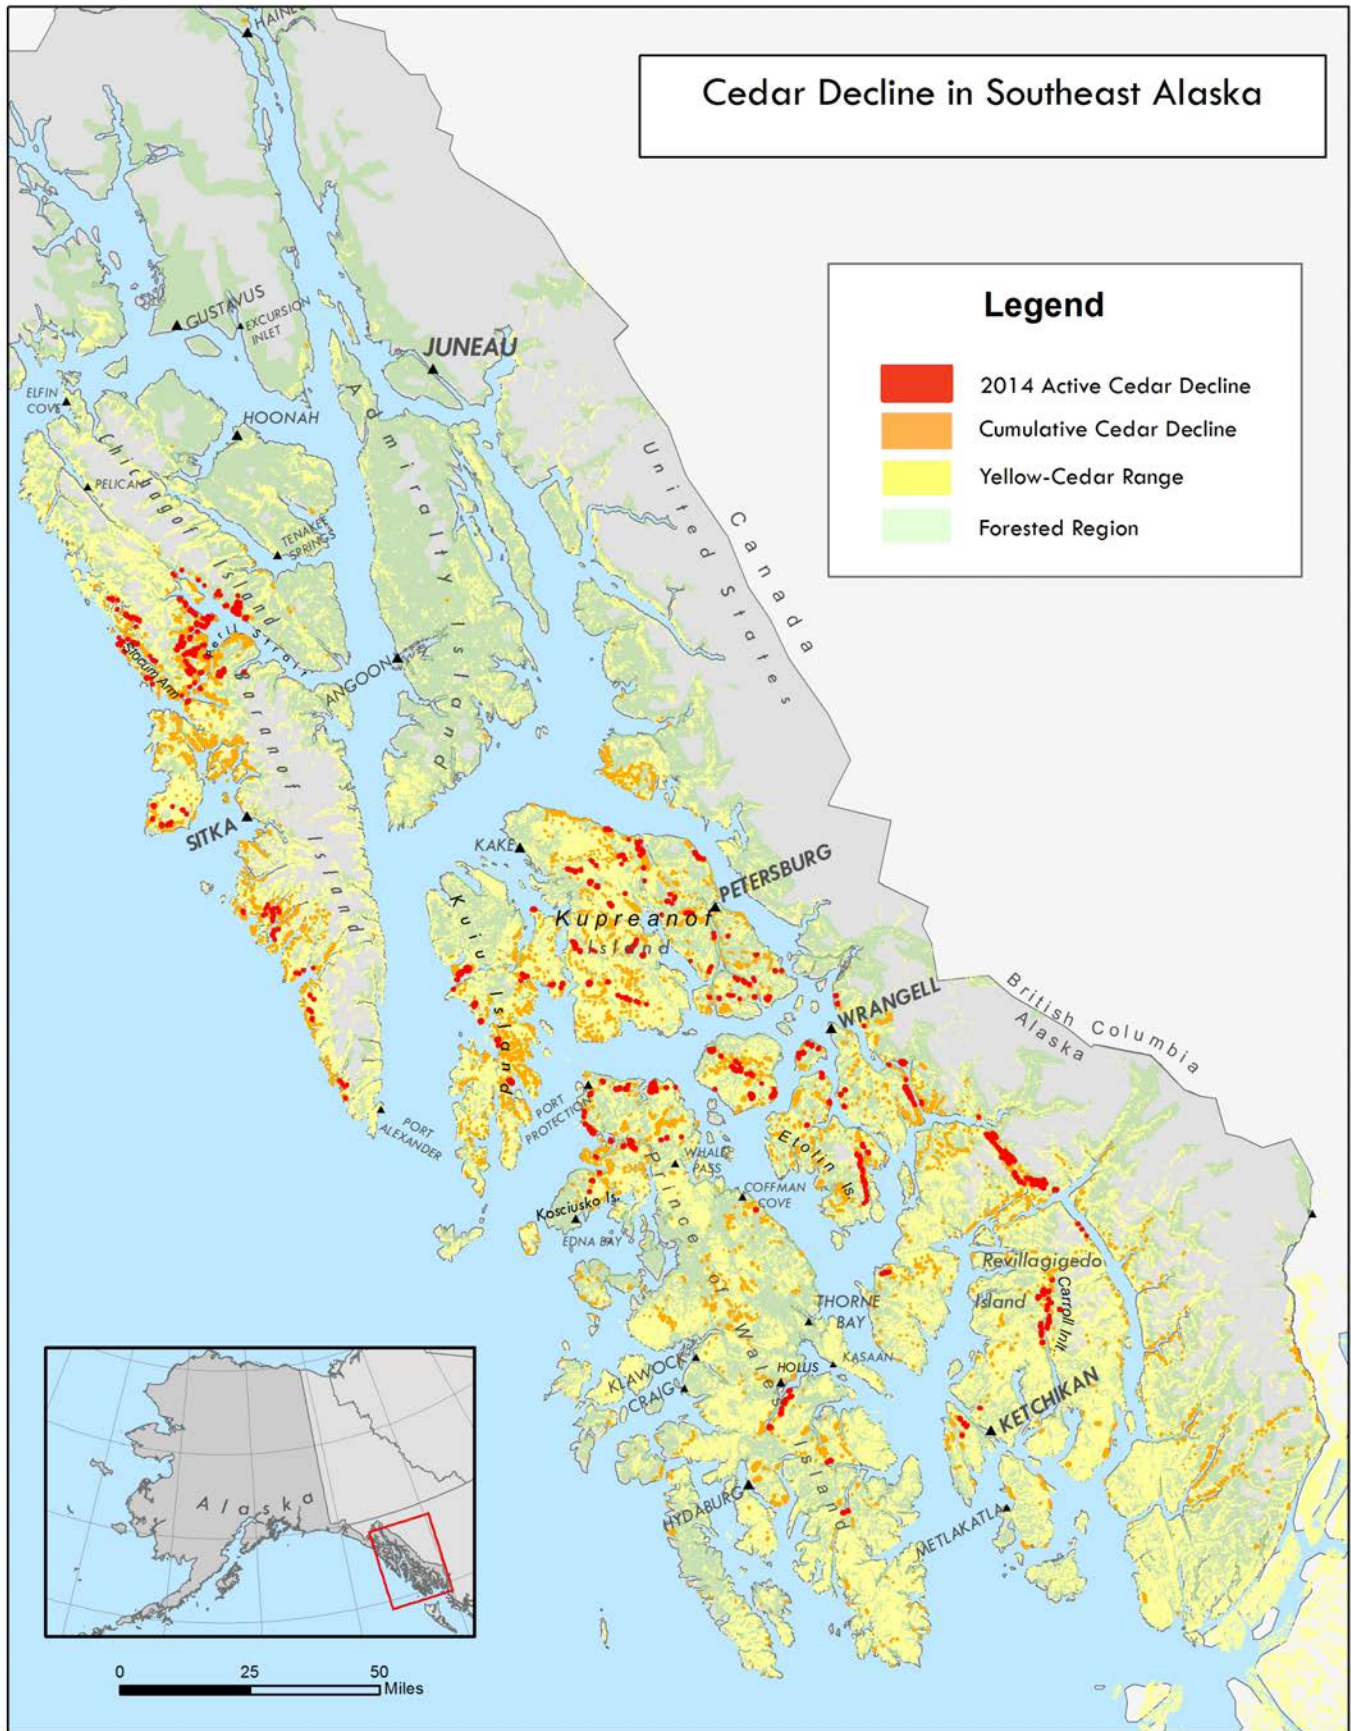 Cedar Decline in Southeast Alaska
Legend
2014 Active Cedar Decline
Cumulative Cedar Decline
Yellow-Cedar Range
Forested Region
HAINES
GUSTAVUS
EXCURSION
INLET
JUNEAU
ELFIN
COVE
HOONAH
PELICAN
Chichagof
Island
TENAKEE
SPRINGS
Admiralty Island
United States
Canada
Peril Strait
Slocum Arm
ANGOON
Baranof Island
SITKA
KAKE
PETERSBURG
Kupreanof
Island
Kuiu Island
WRANGELL
British Columbia
Alaska
PORT
ALEXANDER
PORT
PROTECTION
WHALE
PASS
Etolin Is.
COFFMAN
COVE
Kosciusko Is.
EDNA BAY
Prince of Wales Island
Revillagigedo
Island
Carroll Inlt
THORNE
BAY
KASAAN
KLAWOCK
CRAIG
HOLLIS
KETCHIKAN
HYDABURG
METLAKATLA
Alaska
0 25 50
Miles